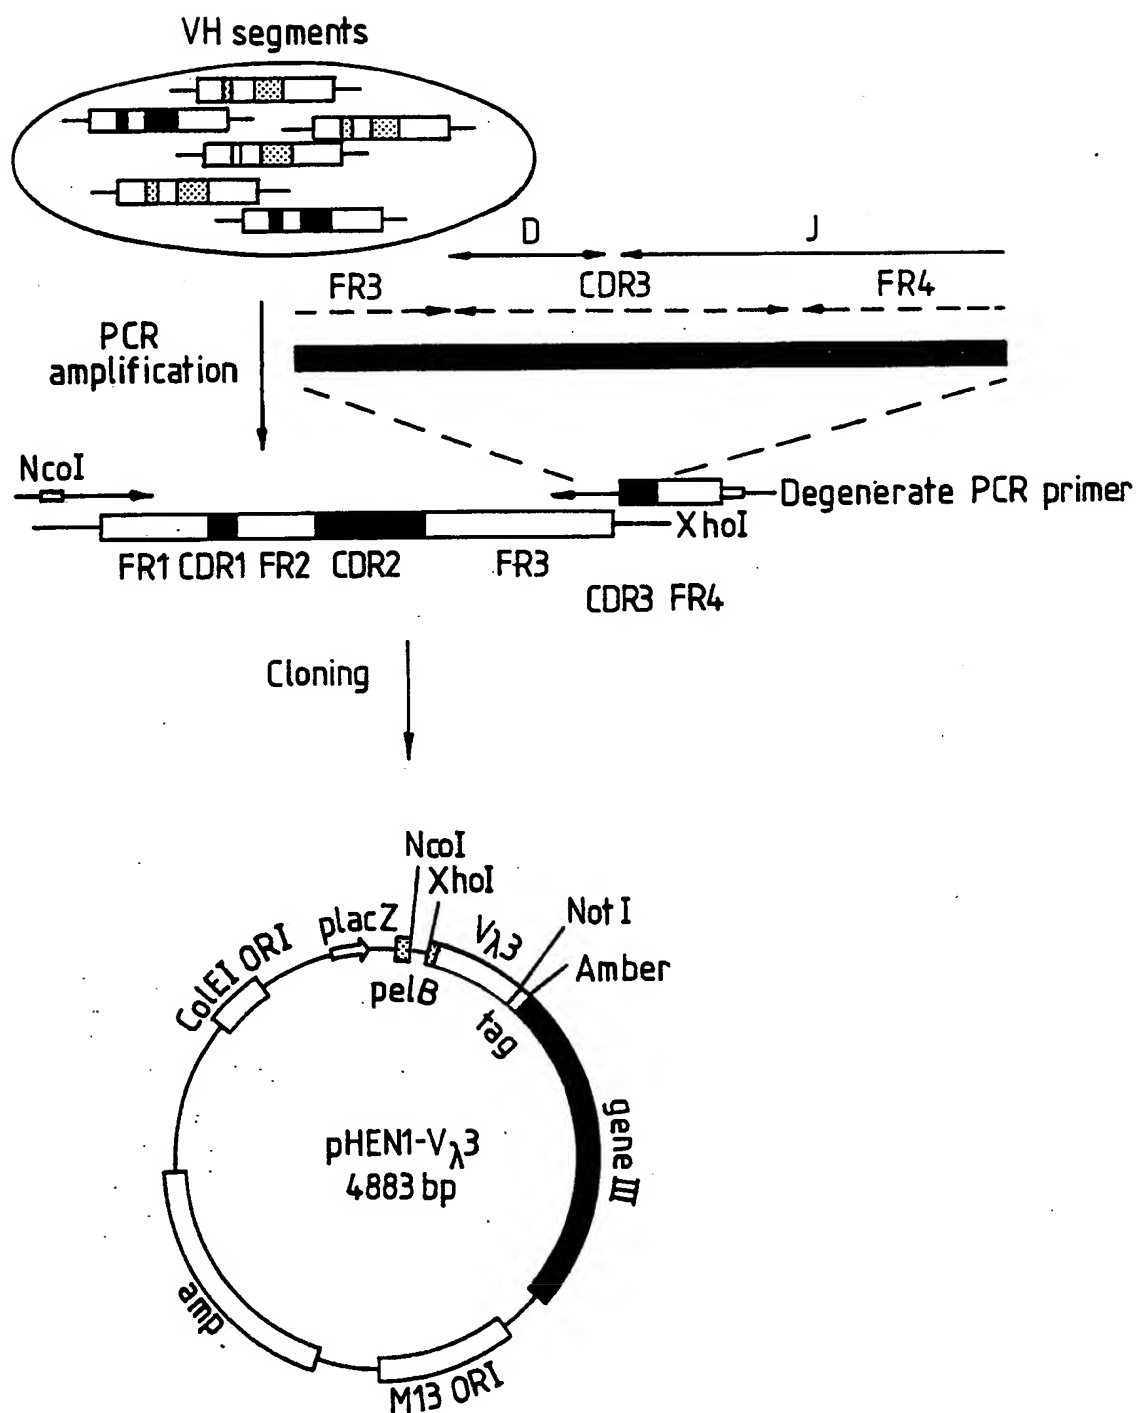 VH segments
D
J
FR3
CDR3
FR4
PCR
amplification
NcoI
Degenerate PCR primer
XhoI
FR1 CDR1 FR2 CDR2 FR3
CDR3 FR4
Cloning
NcoI
XhoI
Not I
placZ
Vλ3
Amber
ColEI ORI
pelB
tag
gene III
pHEN1-Vλ3
4883 bp
amp
M13 ORI